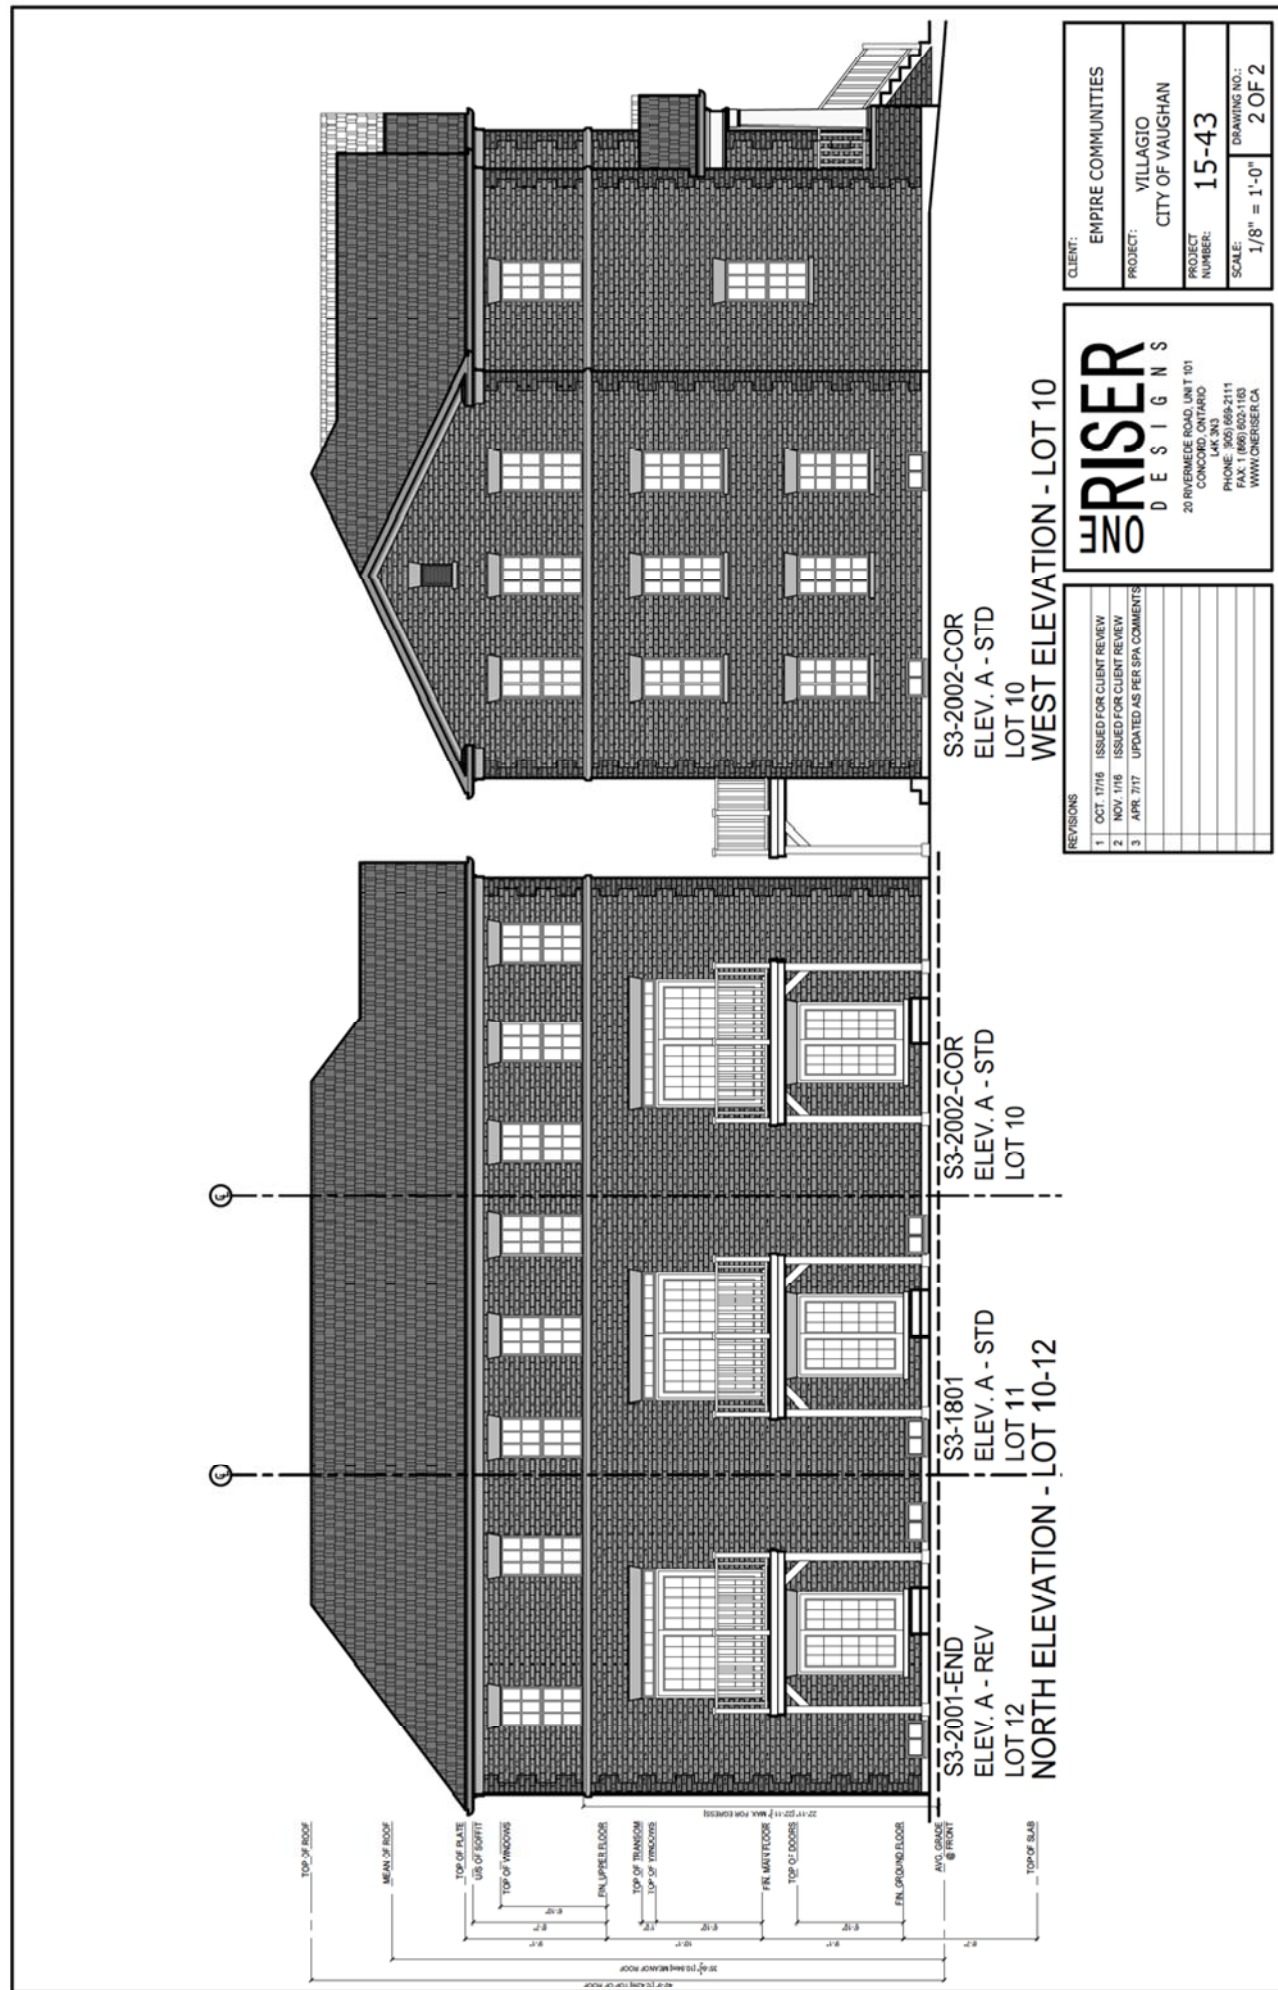 TOP OF ROOF
MEAN OF ROOF
TOP OF PLATE
U/S OF SOFFIT
TOP OF WINDOWS
FIN. UPPER FLOOR
TOP OF TRANSOM
TOP OF WINDOWS
FIN. MAIN FLOOR
TOP OF DOORS
FIN. GROUND FLOOR
AVG. GRADE
@ FRONT
TOP OF SLAB
S3-2001-END
ELEV. A - REV
LOT 12
S3-1801
ELEV. A - STD
LOT 11
S3-2002-COR
ELEV. A - STD
LOT 10
NORTH ELEVATION - LOT 10-12
S3-2002-COR
ELEV. A - STD
LOT 10
WEST ELEVATION - LOT 10
REVISIONS
1 OCT. 17/16 ISSUED FOR CLIENT REVIEW
2 NOV. 1/16 ISSUED FOR CLIENT REVIEW
3 APR. 7/17 UPDATED AS PER SPA COMMENTS
ONE RISER
DESIGNS
20 RIVERMEDE ROAD, UNIT 101
CONCORD, ONTARIO
L4K 3N3
PHONE: (905) 669-2111
FAX: 1 (866) 602-1163
WWW.ONERISER.CA
CLIENT:
EMPIRE COMMUNITIES
PROJECT:
VILLAGIO
CITY OF VAUGHAN
PROJECT
NUMBER: 15-43
SCALE: 1/8" = 1'-0"
DRAWING NO.: 2 OF 2